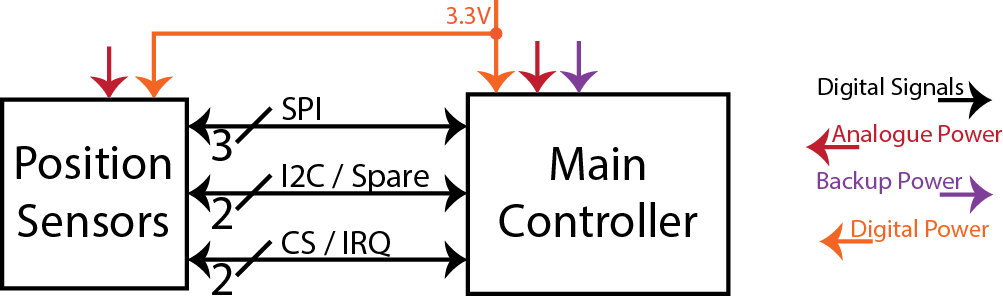 3.3V
Position
Sensors
SPI
3
I2C / Spare
2
CS / IRQ
2
Main
Controller
Digital Signals
Analogue Power
Backup Power
Digital Power